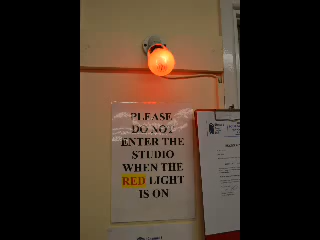 PLEASE
DO NOT
ENTER THE
STUDIO
WHEN THE
RED LIGHT
IS ON